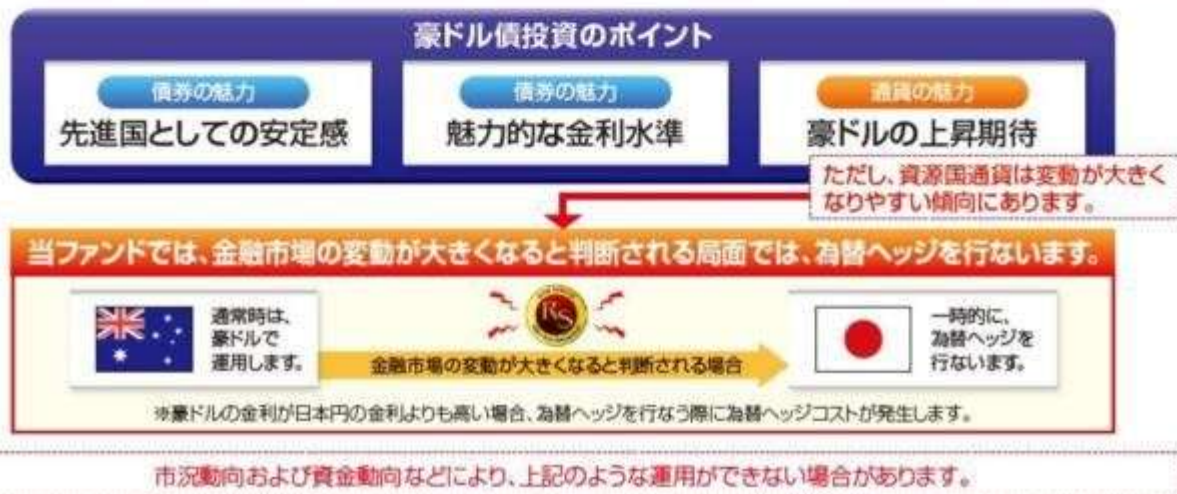 豪ドル債投資のポイント
債券の魅力
先進国としての安定感
債券の魅力
魅力的な金利水準
通貨の魅力
豪ドルの上昇期待
ただし、資源国通貨は変動が大きく
なりやすい傾向にあります。
当ファンドでは、金融市場の変動が大きくなると判断される局面では、為替ヘッジを行ないます。
通常時は、
豪ドルで
運用します。
RS
金融市場の変動が大きくなると判断される場合
一時的に、
為替ヘッジを
行ないます。
※豪ドルの金利が日本円の金利よりも高い場合、為替ヘッジを行なう際に為替ヘッジコストが発生します。
市況動向および資金動向などにより、上記のような運用ができない場合があります。